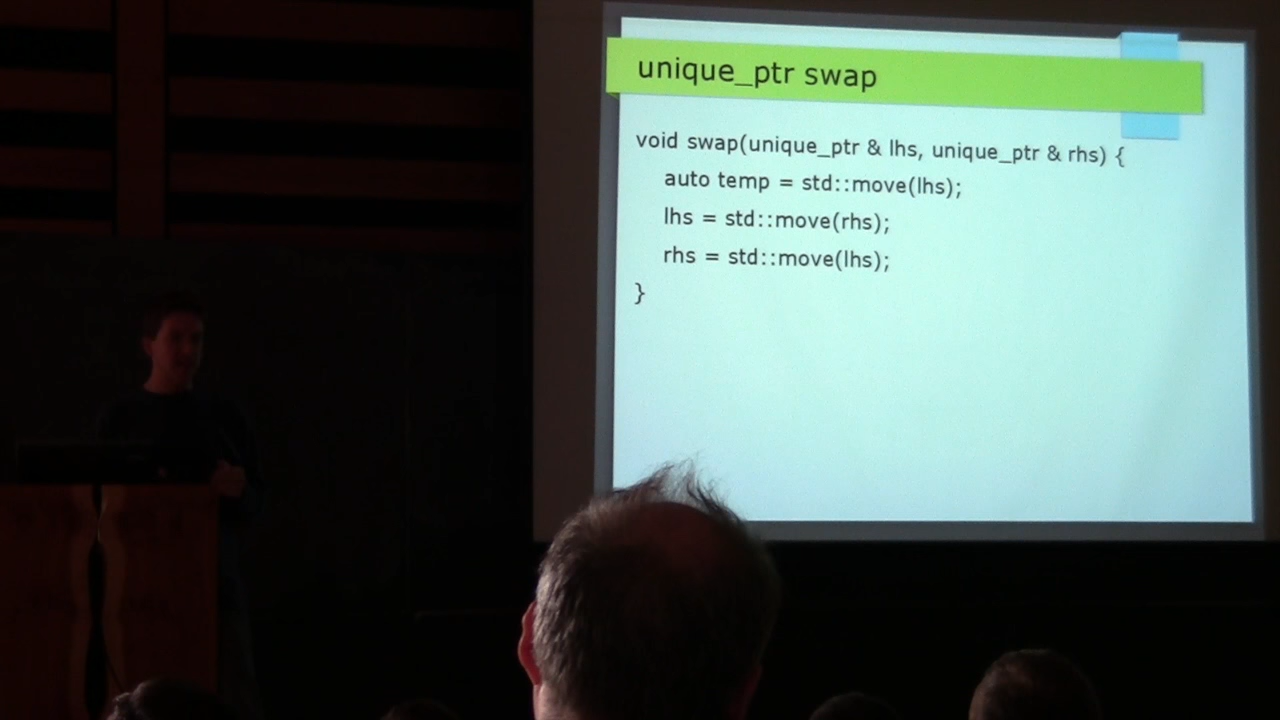 unique_ptr swap
void swap(unique_ptr & lhs, unique_ptr & rhs) {
auto temp = std::move(lhs);
lhs = std::move(rhs);
rhs = std::move(lhs);
}